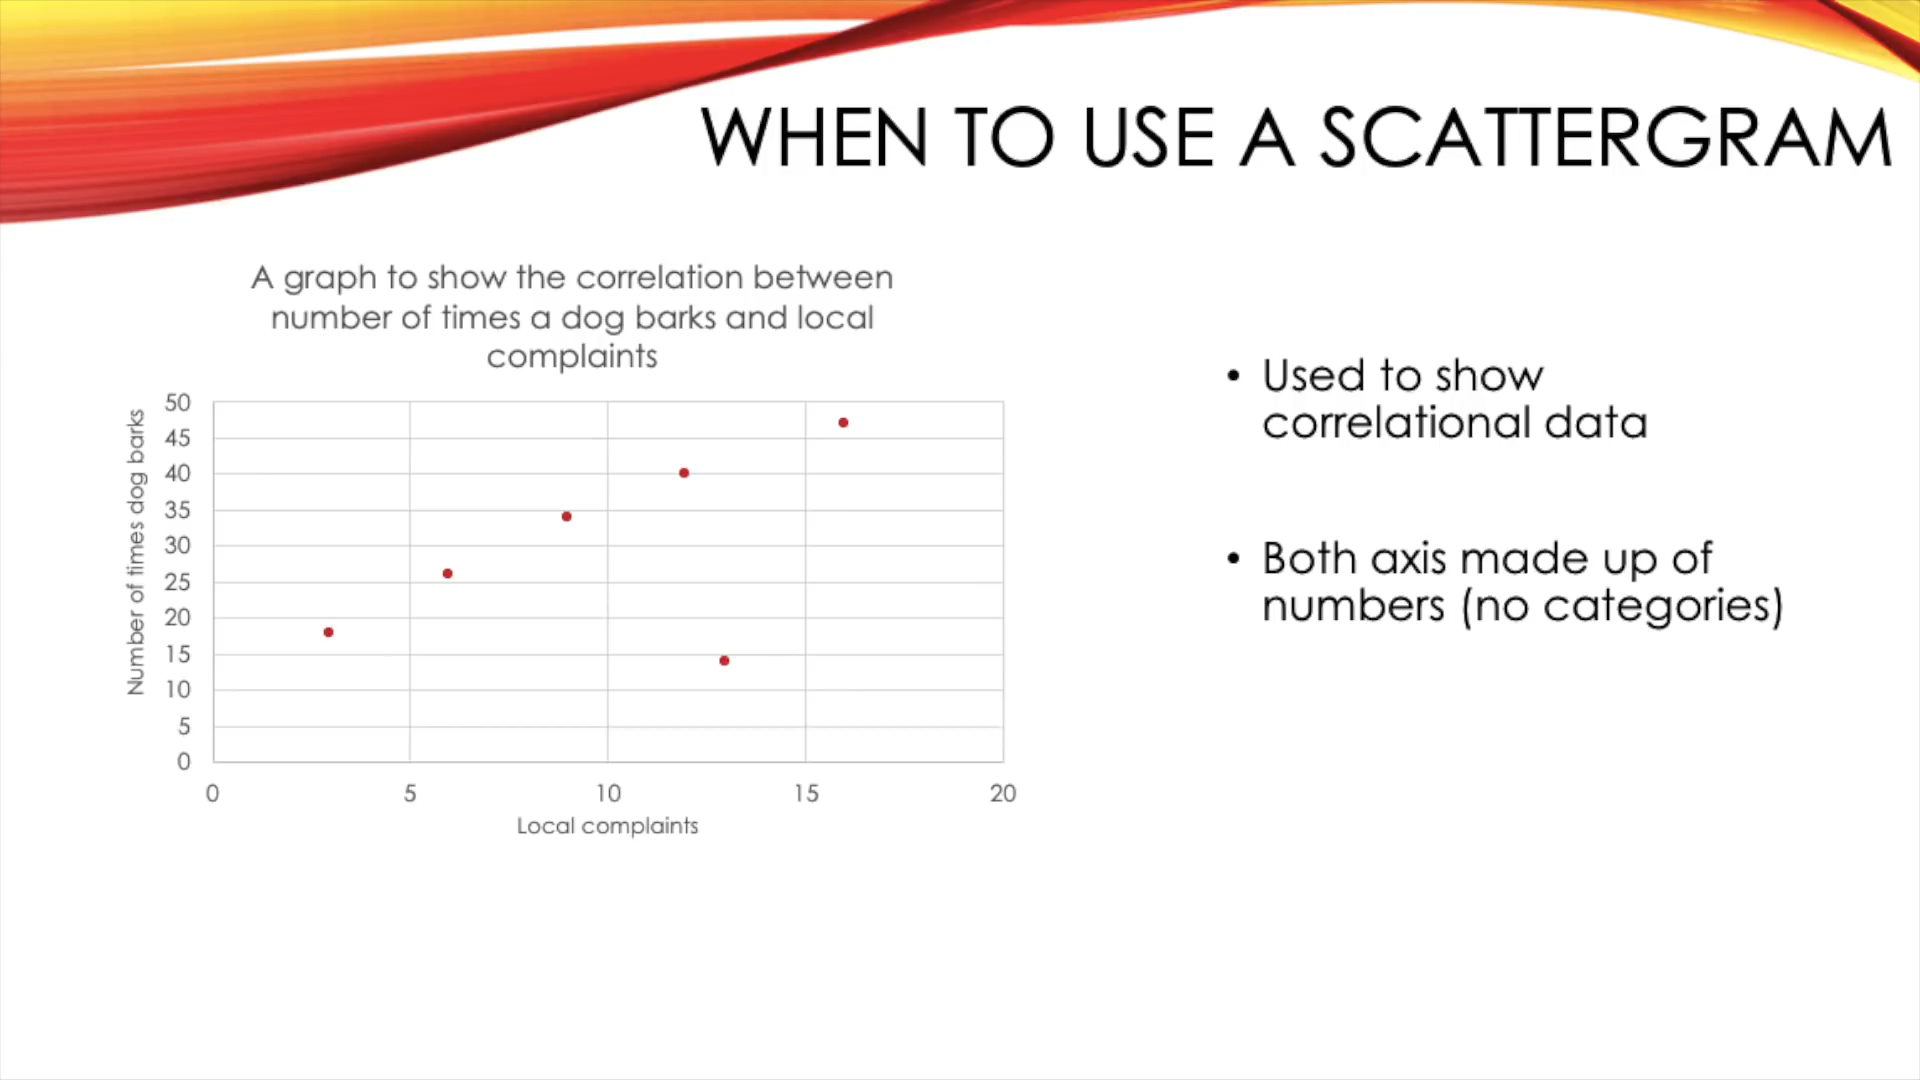 WHEN TO USE A SCATTERGRAM
A graph to show the correlation between
number of times a dog barks and local
complaints
Number of times dog barks
50
45
40
35
30
25
20
15
10
5
0
0 5 10 15 20
Local complaints
• Used to show
correlational data
• Both axis made up of
numbers (no categories)